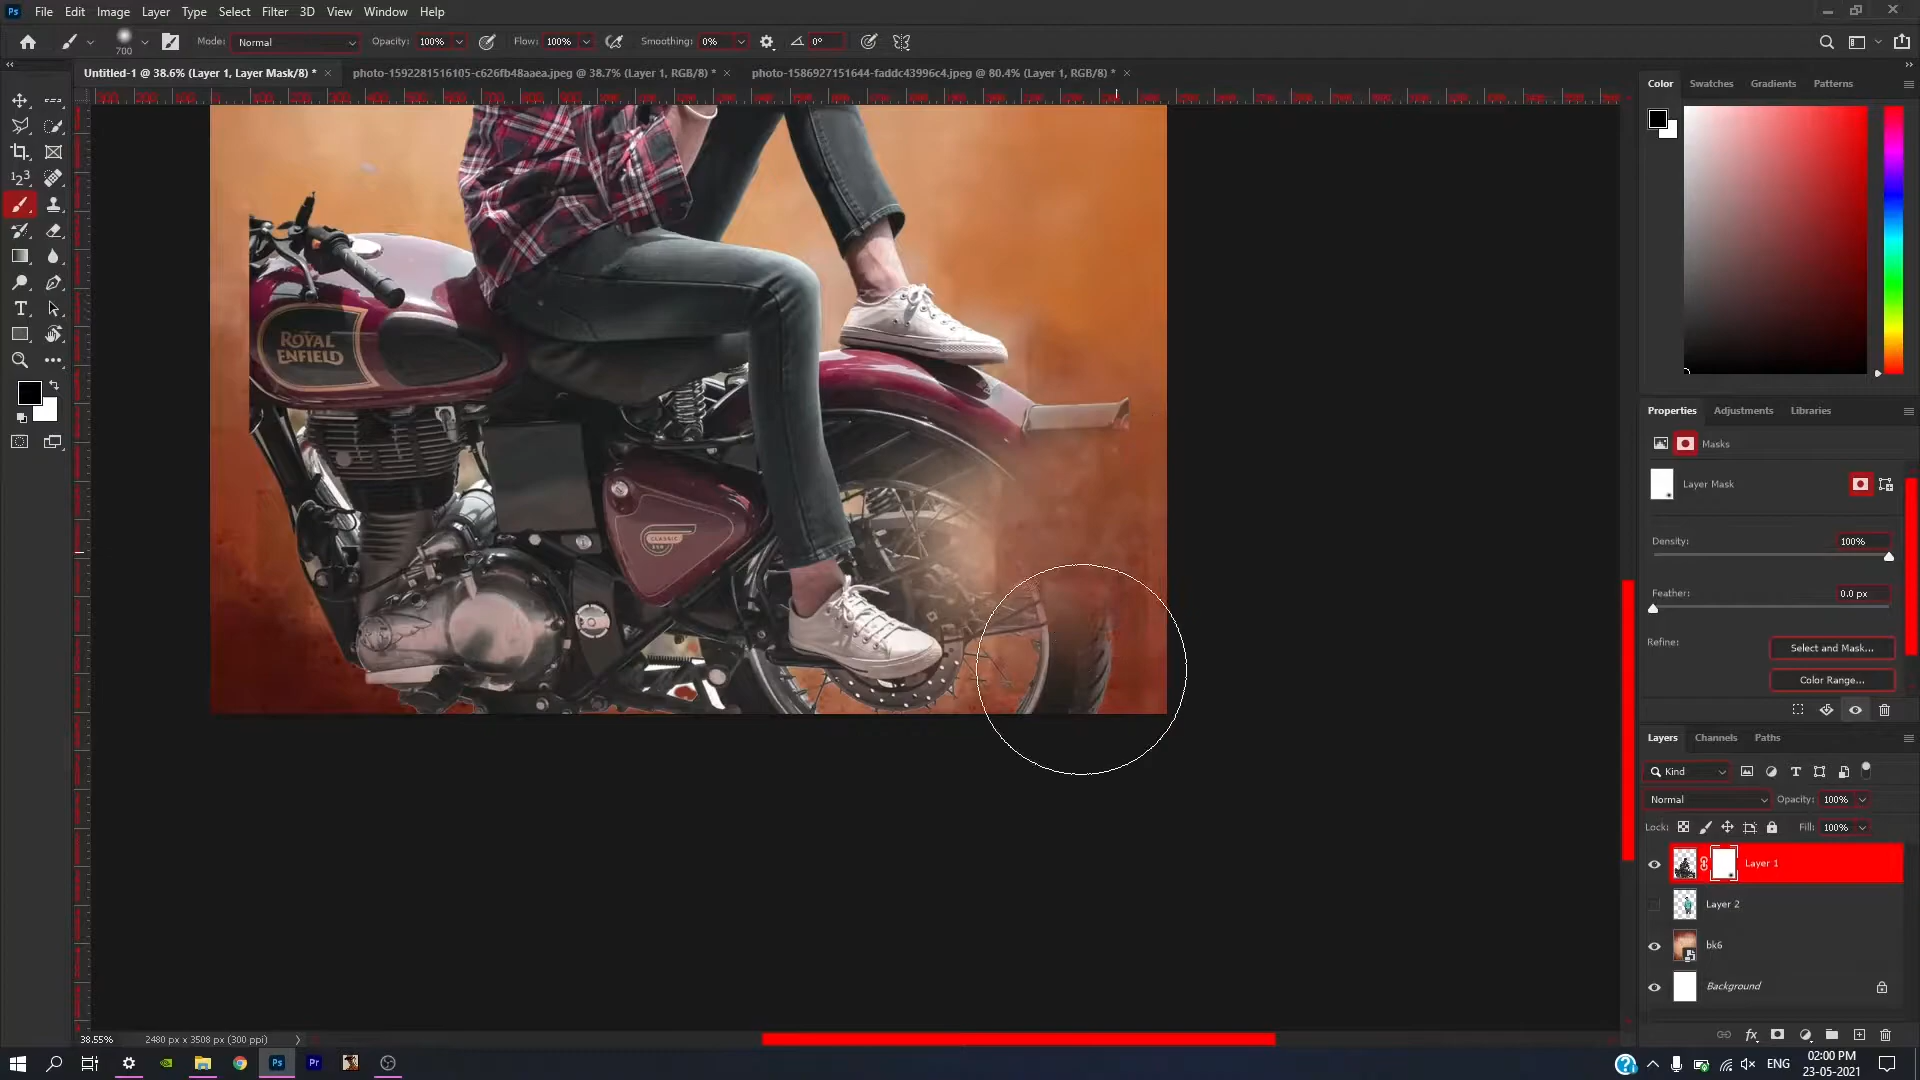 Ps File Edit Image Layer Type Select Filter 3D View Window Help
700 Mode: Normal Opacity: 100% Flow: 100% Smoothing: 0% 0°
Untitled-1 @ 38.6% (Layer 1, Layer Mask/8) * × photo-1592281516105-c626fb48aaea.jpeg @ 38.7% (Layer 1, RGB/8) * × photo-1586927151644-faddc43996c4.jpeg @ 80.4% (Layer 1, RGB/8) * ×
Color Swatches Gradients Patterns
ROYAL
ENFIELD
Properties Adjustments Libraries
Masks
Layer Mask
Density: 100%
Feather: 0.0 px
Refine: Select and Mask...
Color Range...
CLASSIC
Layers Channels Paths
Kind
Normal Opacity: 100%
Lock: Fill: 100%
Layer 1
Layer 2
bk6
Background
fx
38.55% 2480 px x 3508 px (300 ppi)
Ps Pr ENG 02:00 PM
23-05-2021